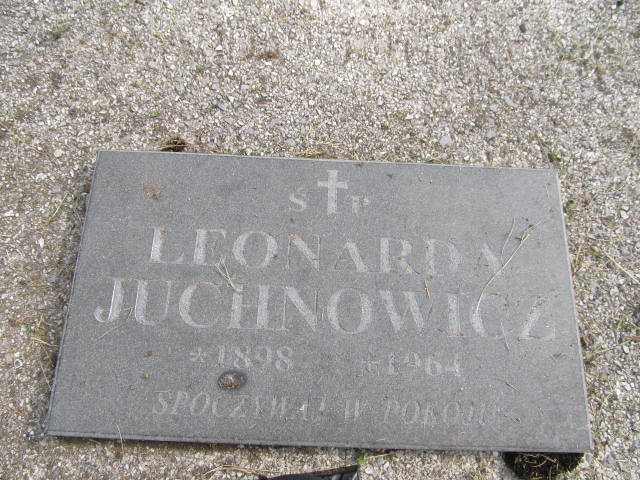 Ś✝P
LEONARDA
JUCHNOWICZ
*1898 +1964
SPOCZYWAJ W POKOJU